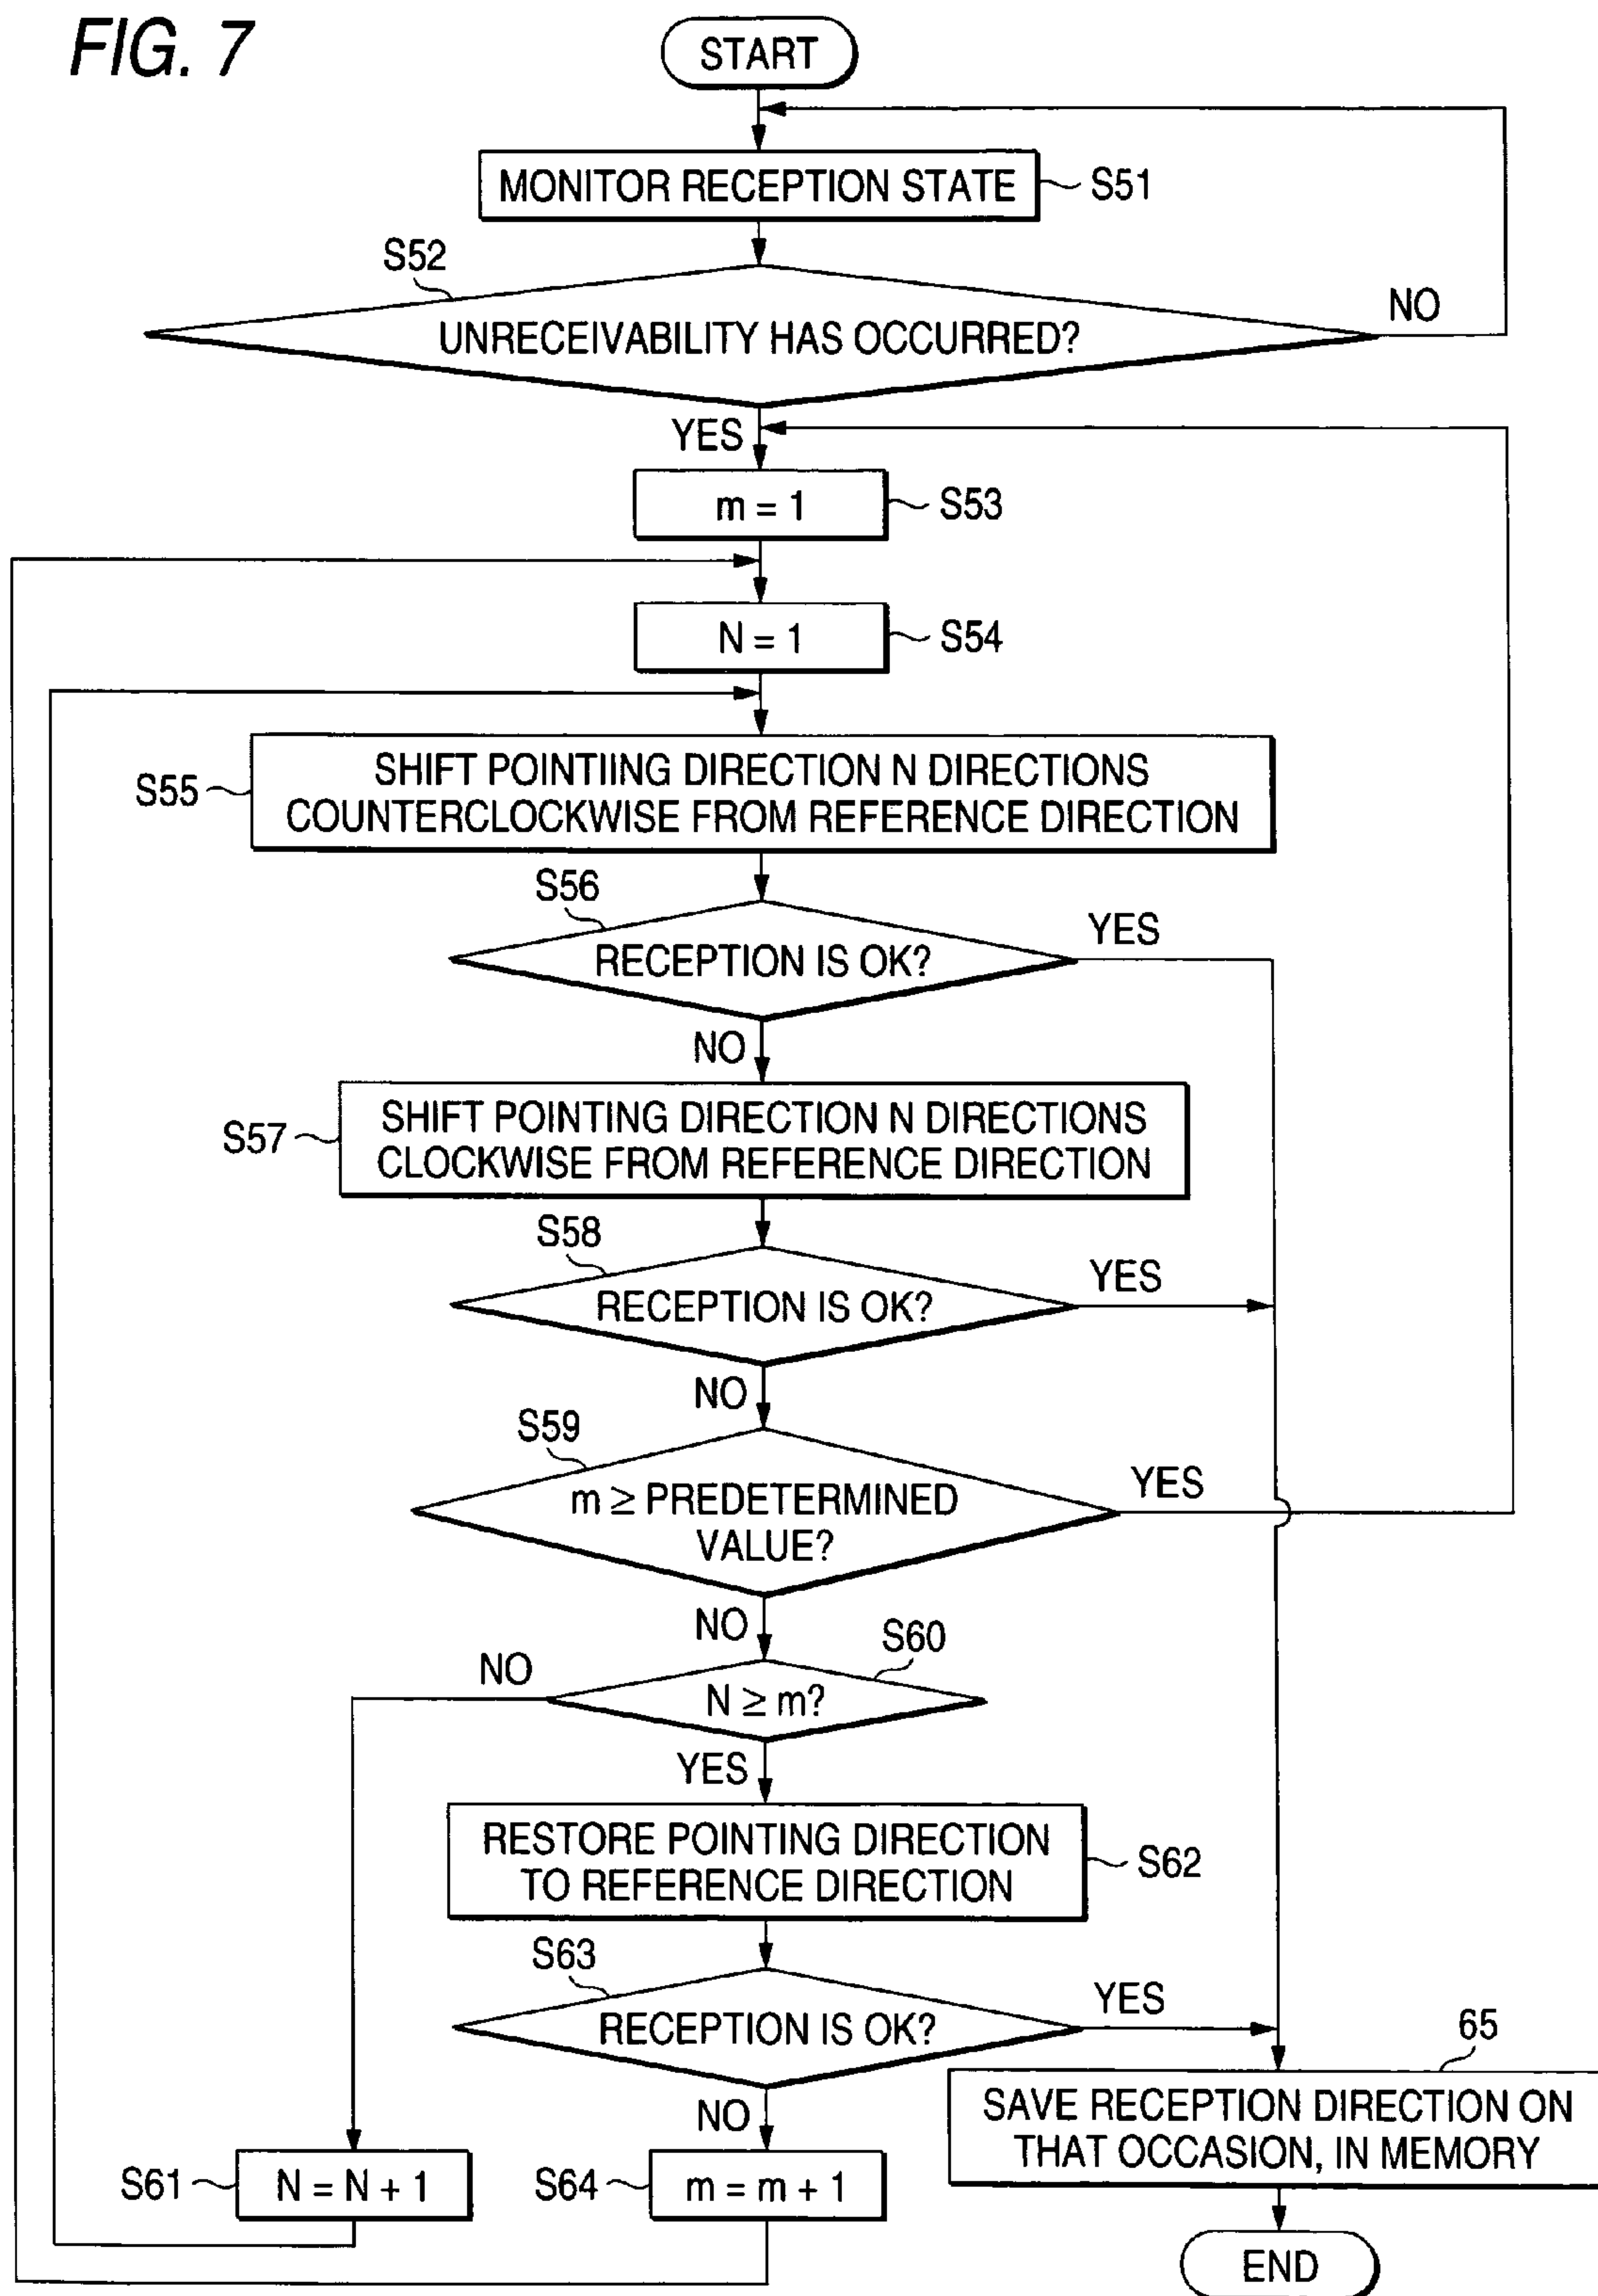 FIG. 7
START
MONITOR RECEPTION STATE
S51
S52
UNRECEIVABILITY HAS OCCURRED?
NO
YES
m = 1
S53
N = 1
S54
S55
SHIFT POINTIING DIRECTION N DIRECTIONS
COUNTERCLOCKWISE FROM REFERENCE DIRECTION
S56
RECEPTION IS OK?
YES
NO
S57
SHIFT POINTING DIRECTION N DIRECTIONS
CLOCKWISE FROM REFERENCE DIRECTION
S58
RECEPTION IS OK?
YES
NO
S59
m ≥ PREDETERMINED
VALUE?
YES
NO
S60
NO
N ≥ m?
YES
RESTORE POINTING DIRECTION
TO REFERENCE DIRECTION
S62
S63
RECEPTION IS OK?
YES
NO
65
SAVE RECEPTION DIRECTION ON
THAT OCCASION, IN MEMORY
S61
N = N + 1
S64
m = m + 1
END